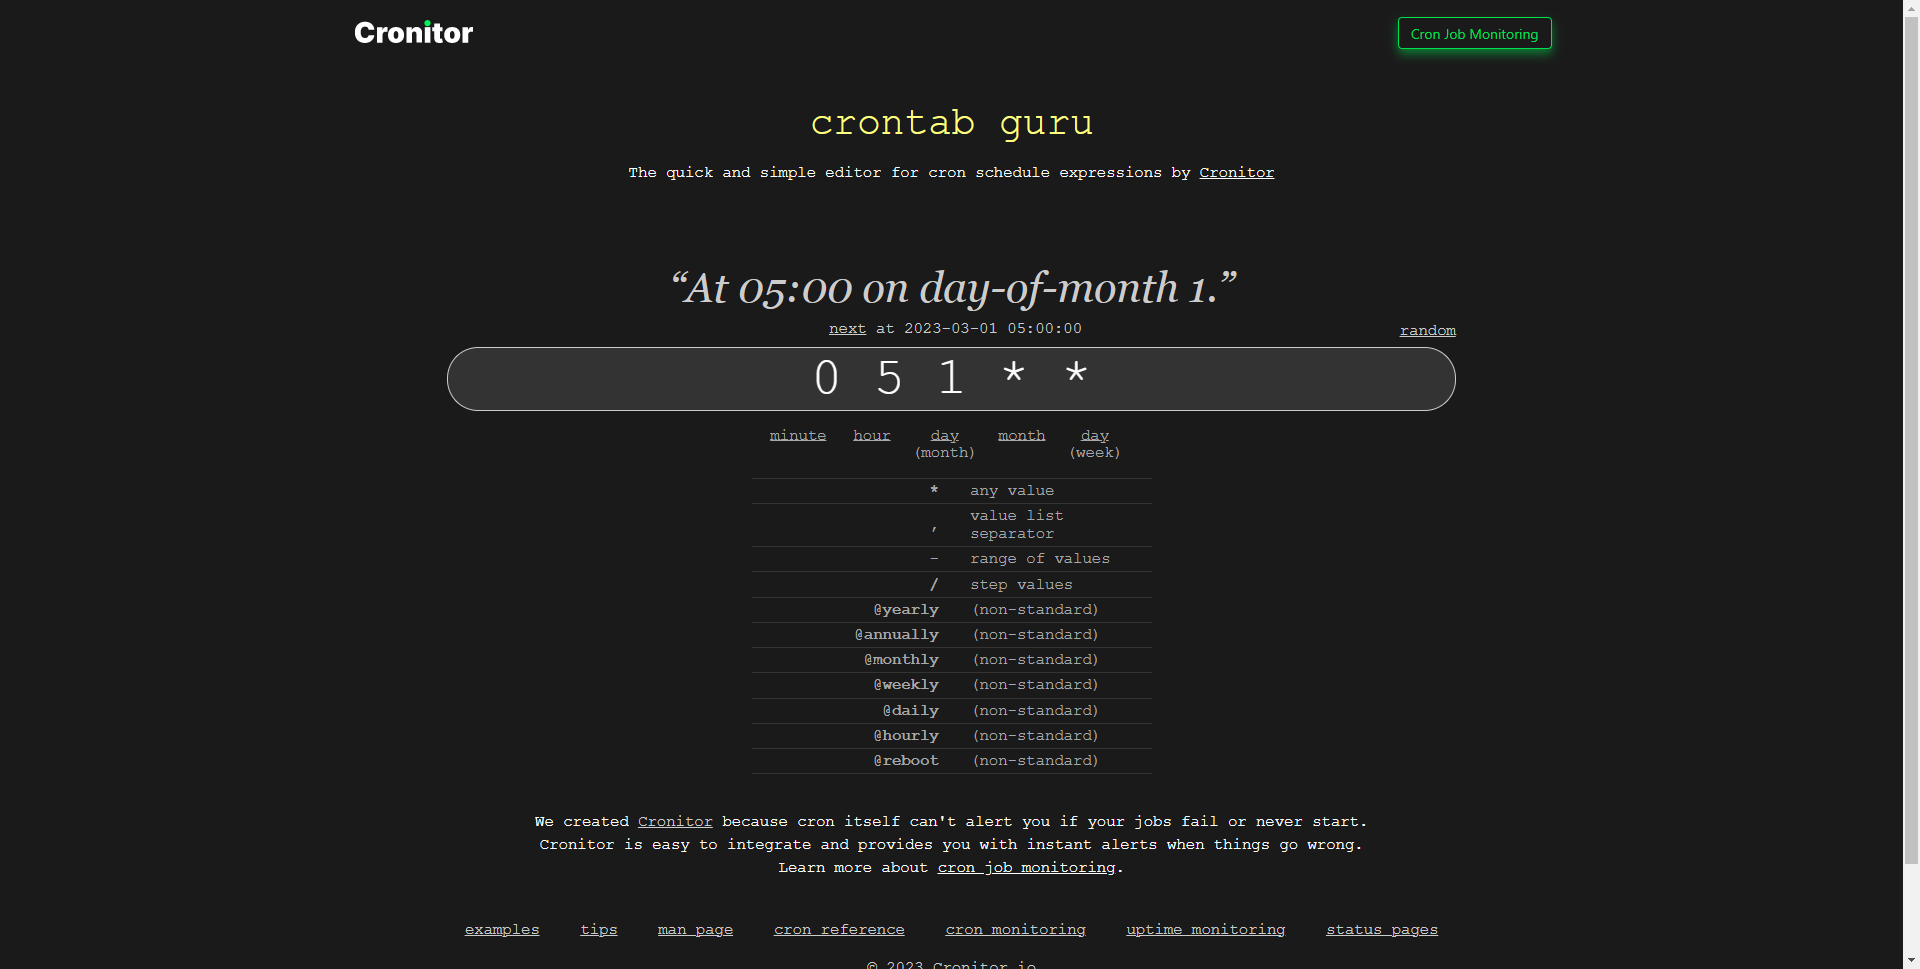 Cronitor
Cron Job Monitoring
crontab guru
The quick and simple editor for cron schedule expressions by Cronitor
“At 05:00 on day-of-month 1.”
next at 2023-03-01 05:00:00
random
0 5 1 * *
minute hour day (month) month day (week)
* any value
, value list
separator
- range of values
/ step values
@yearly (non-standard)
@annually (non-standard)
@monthly (non-standard)
@weekly (non-standard)
@daily (non-standard)
@hourly (non-standard)
@reboot (non-standard)
We created Cronitor because cron itself can't alert you if your jobs fail or never start.
Cronitor is easy to integrate and provides you with instant alerts when things go wrong.
Learn more about cron job monitoring.
examples tips man page cron reference cron monitoring uptime monitoring status pages
© 2023 Cronitor.io